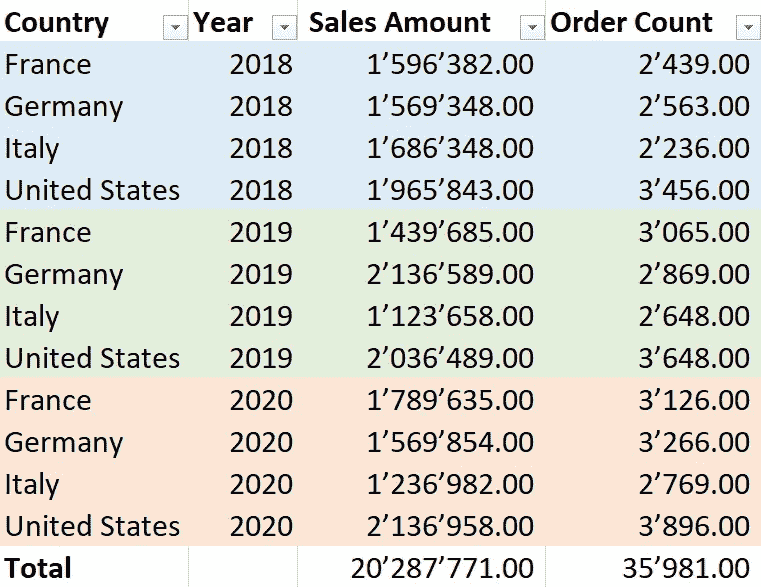 Country Year Sales Amount Order Count
France 2018 1’596’382.00 2’439.00
Germany 2018 1’569’348.00 2’563.00
Italy 2018 1’686’348.00 2’236.00
United States 2018 1’965’843.00 3’456.00
France 2019 1’439’685.00 3’065.00
Germany 2019 2’136’589.00 2’869.00
Italy 2019 1’123’658.00 2’648.00
United States 2019 2’036’489.00 3’648.00
France 2020 1’789’635.00 3’126.00
Germany 2020 1’569’854.00 3’266.00
Italy 2020 1’236’982.00 2’769.00
United States 2020 2’136’958.00 3’896.00
Total 20’287’771.00 35’981.00